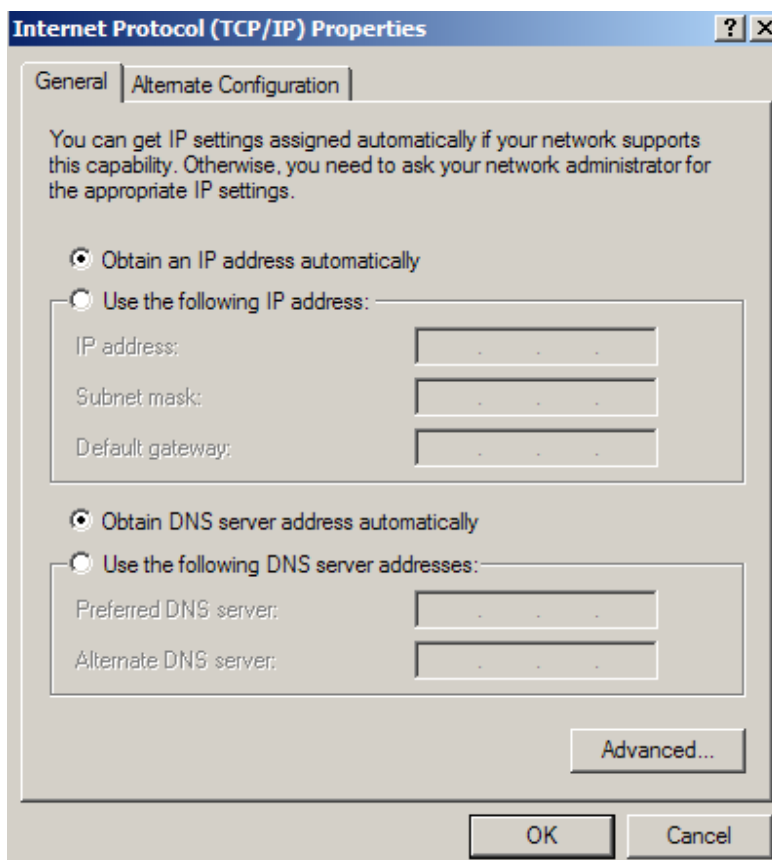 Internet Protocol (TCP/IP) Properties
General
Alternate Configuration
You can get IP settings assigned automatically if your network supports
this capability. Otherwise, you need to ask your network administrator for
the appropriate IP settings.
Obtain an IP address automatically
Use the following IP address:
IP address:
Subnet mask:
Default gateway:
Obtain DNS server address automatically
Use the following DNS server addresses:
Preferred DNS server:
Alternate DNS server:
Advanced...
OK
Cancel